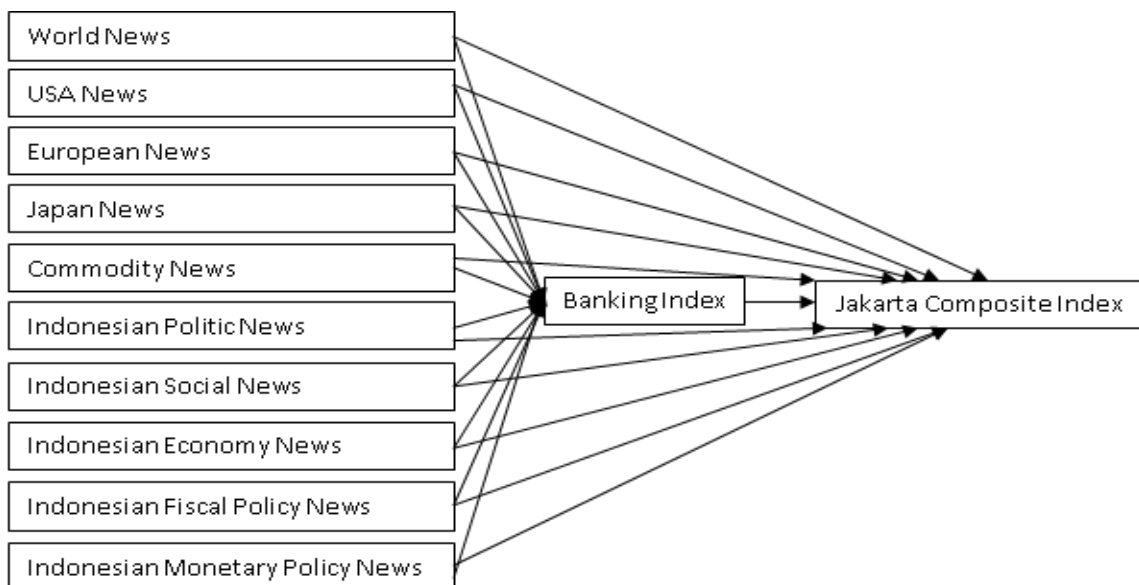 World News
USA News
European News
Japan News
Commodity News
Banking Index
Jakarta Composite Index
Indonesian Politic News
Indonesian Social News
Indonesian Economy News
Indonesian Fiscal Policy News
Indonesian Monetary Policy News